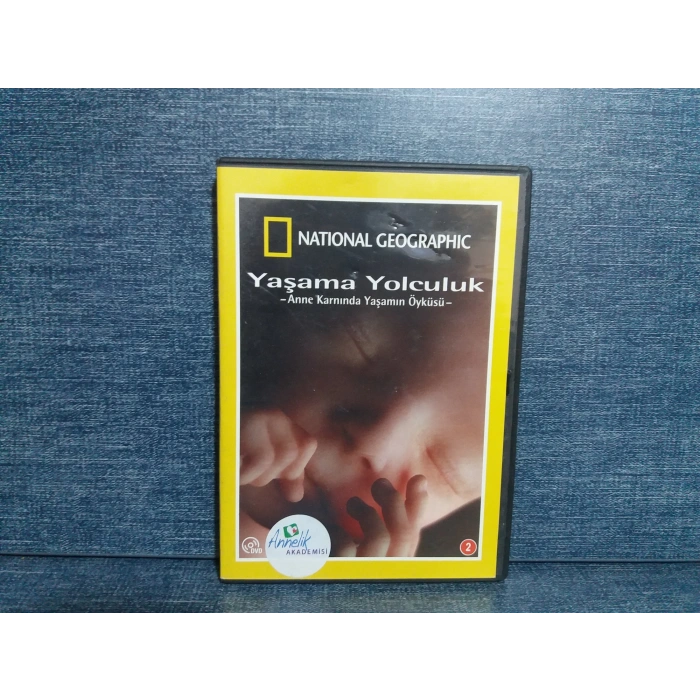 NATIONAL GEOGRAPHIC
Yaşama Yolculuk
–Anne Karnında Yaşamın Öyküsü–
DVD
Annelik
AKADEMİSİ
2